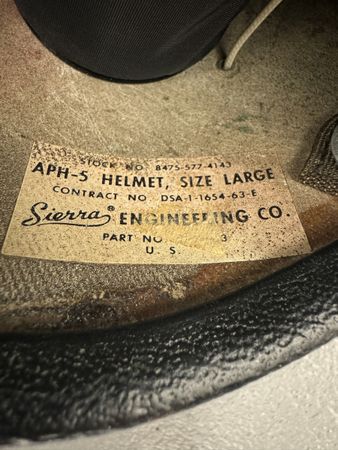 STOCK NO. 8475-577-4143
APH-5 HELMET, SIZE LARGE
CONTRACT NO. DSA-1-1654-63-E
Sierra® ENGINEERING CO.
PART NO 3
U. S.